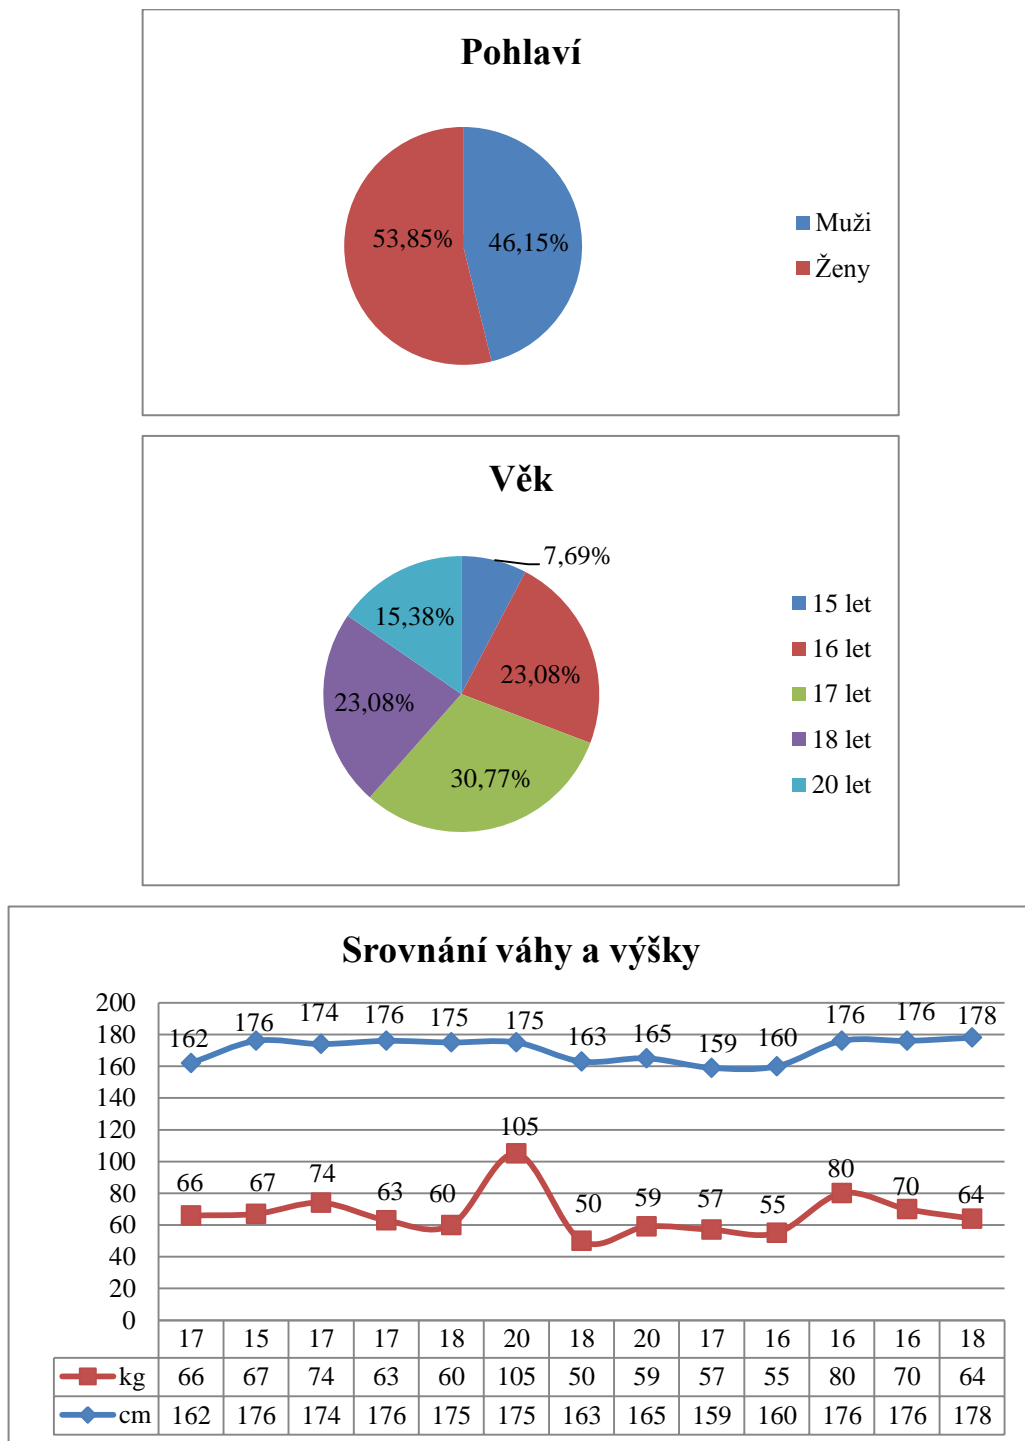 Pohlaví
53,85%
46,15%
Muži
Ženy
Věk
7,69%
15,38%
23,08%
23,08%
30,77%
15 let
16 let
17 let
18 let
20 let
Srovnání váhy a výšky
200
180
160
140
120
100
80
60
40
20
0
162 176 174 176 175 175 163 165 159 160 176 176 178
66 67 74 63 60 105 50 59 57 55 80 70 64
17 15 17 17 18 20 18 20 17 16 16 16 18
kg 66 67 74 63 60 105 50 59 57 55 80 70 64
cm 162 176 174 176 175 175 163 165 159 160 176 176 178